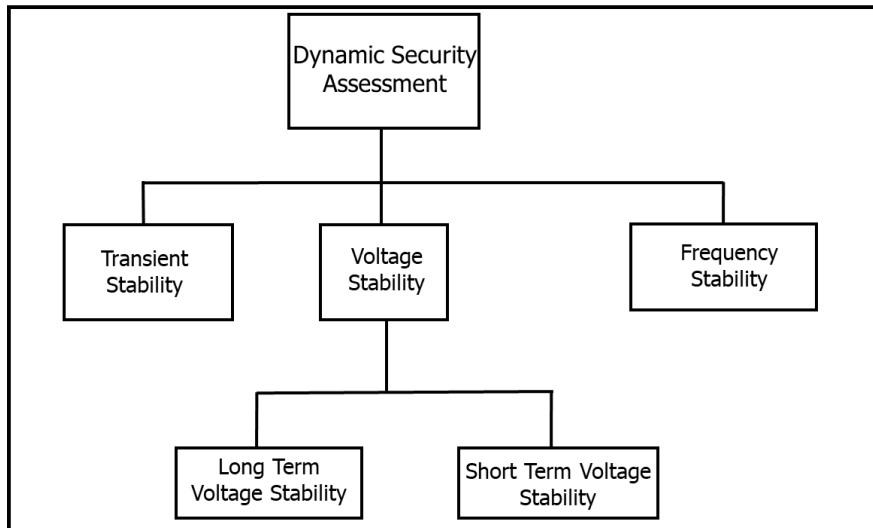 Dynamic Security
Assessment
Transient
Stability
Voltage
Stability
Frequency
Stability
Long Term
Voltage Stability
Short Term Voltage
Stability